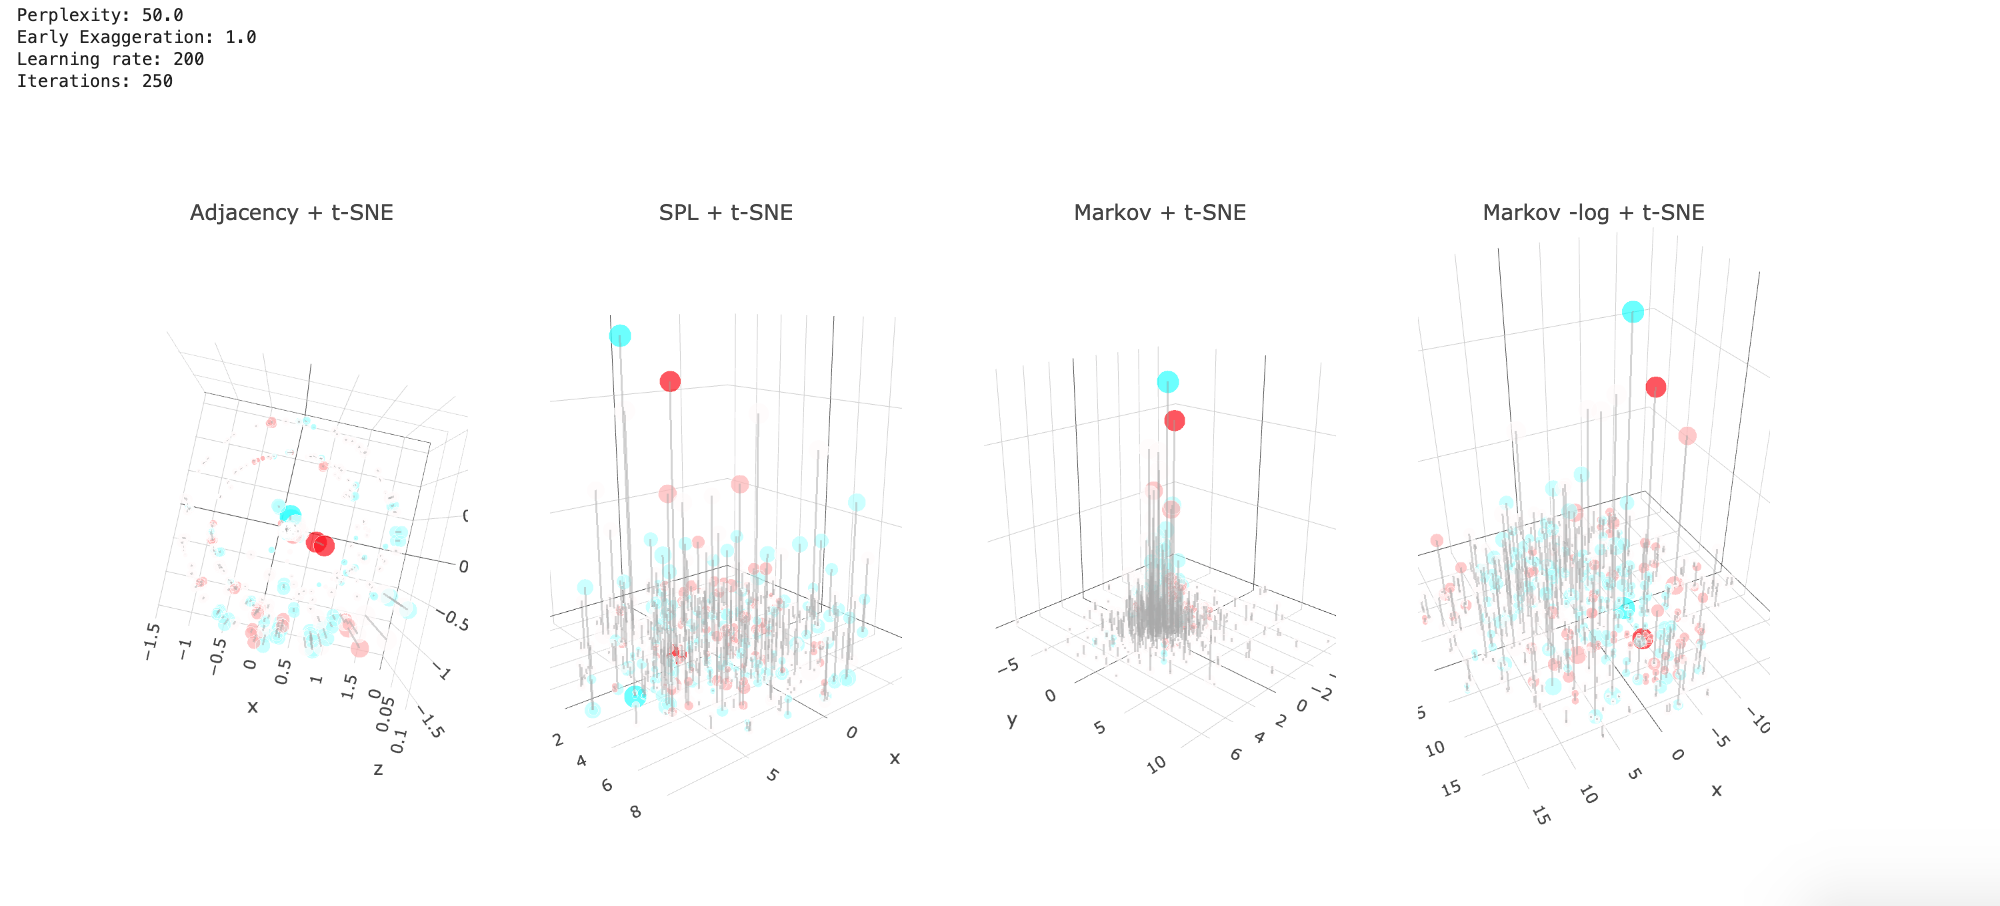 Perplexity: 50.0
Early Exaggeration: 1.0
Learning rate: 200
Iterations: 250
Adjacency + t-SNE
SPL + t-SNE
Markov + t-SNE
Markov -log + t-SNE
−1.5
−1
−0.5
0
0.5
1
1.5
x
0
0.05
0.1
z
0
−0.5
−1
−1.5
2
4
6
8
5
0
x
−5
0
5
10
y
6
4
2
0
−2
5
10
15
15
10
5
0
−5
−10
x